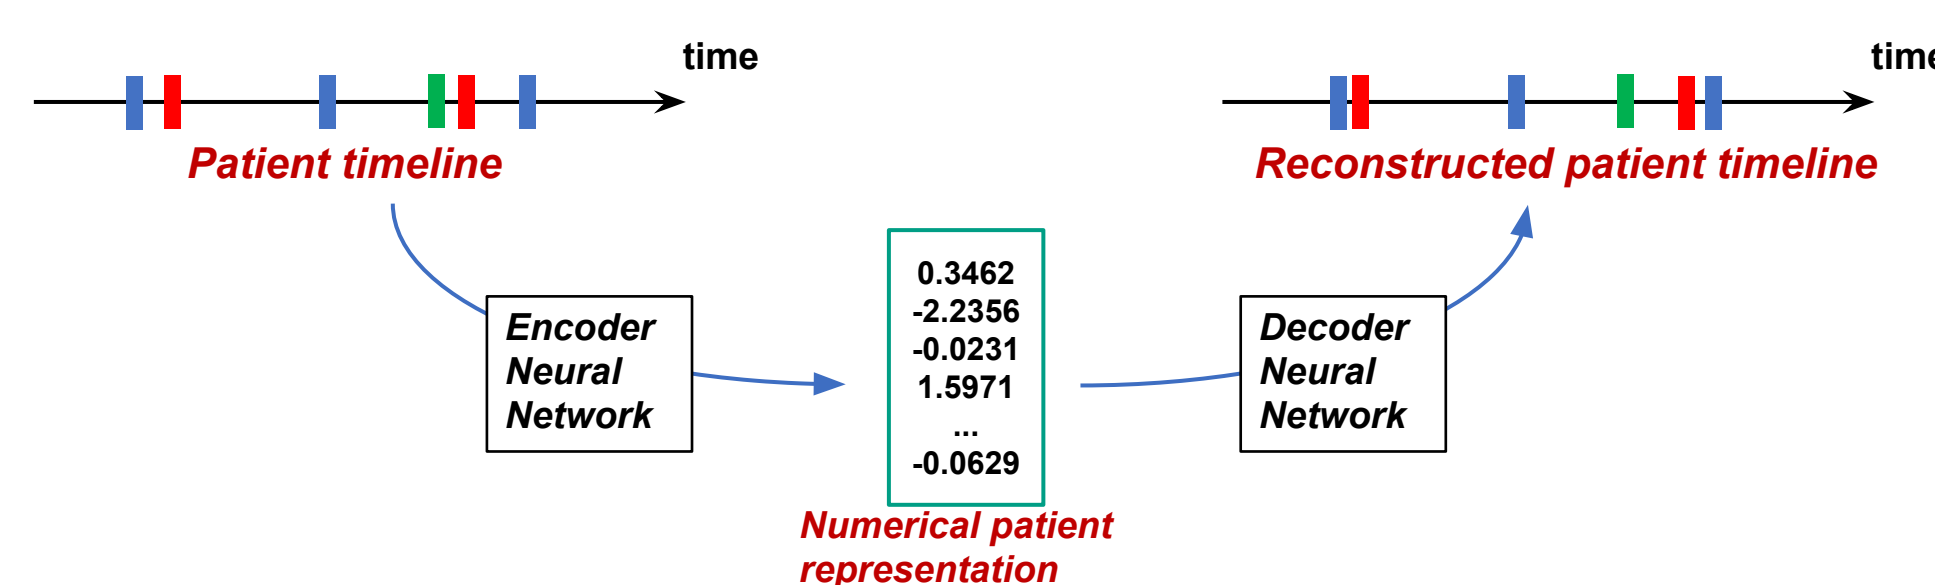 time
Patient timeline
Encoder
Neural
Network
0.3462
-2.2356
-0.0231
1.5971
...
-0.0629
Numerical patient
representation
Decoder
Neural
Network
time
Reconstructed patient timeline